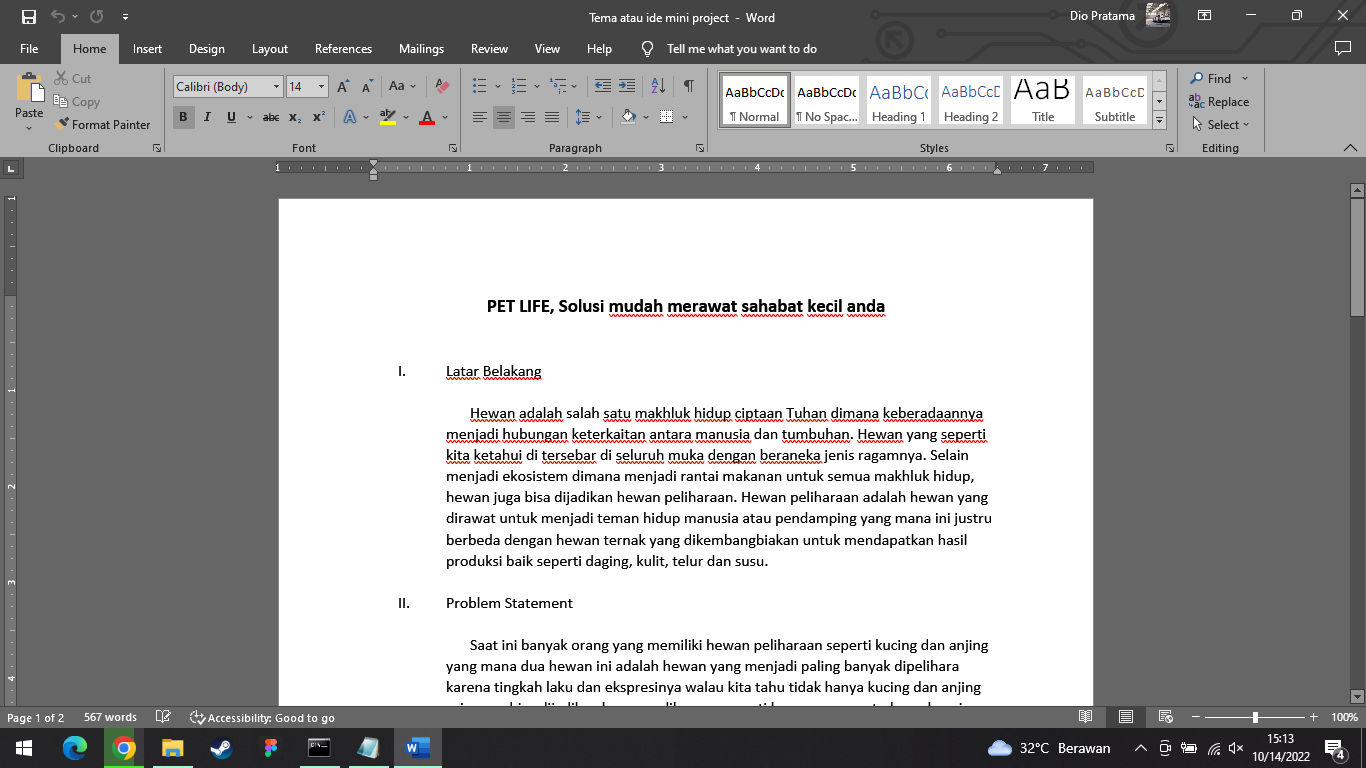 Tema atau ide mini project - Word
Dio Pratama
File Home Insert Design Layout References Mailings Review View Help Tell me what you want to do
Paste
Cut
Copy
Format Painter
Clipboard
Calibri (Body) 14
Font
Paragraph
AaBbCcDc AaBbCcDc AaBbCc AaBbCcD AaB AaBbCcD
¶ Normal ¶ No Spac... Heading 1 Heading 2 Title Subtitle
Styles
Find
Replace
Select
Editing
1 1 2 3 4 5 6 7
PET LIFE, Solusi mudah merawat sahabat kecil anda
I. Latar Belakang
Hewan adalah salah satu makhluk hidup ciptaan Tuhan dimana keberadaannya
menjadi hubungan keterkaitan antara manusia dan tumbuhan. Hewan yang seperti
kita ketahui di tersebar di seluruh muka dengan beraneka jenis ragamnya. Selain
menjadi ekosistem dimana menjadi rantai makanan untuk semua makhluk hidup,
hewan juga bisa dijadikan hewan peliharaan. Hewan peliharaan adalah hewan yang
dirawat untuk menjadi teman hidup manusia atau pendamping yang mana ini justru
berbeda dengan hewan ternak yang dikembangbiakan untuk mendapatkan hasil
produksi baik seperti daging, kulit, telur dan susu.
II. Problem Statement
Saat ini banyak orang yang memiliki hewan peliharaan seperti kucing dan anjing
yang mana dua hewan ini adalah hewan yang menjadi paling banyak dipelihara
karena tingkah laku dan ekspresinya walau kita tahu tidak hanya kucing dan anjing
Page 1 of 2 567 words Accessibility: Good to go 100%
32°C Berawan
15:13
10/14/2022
4